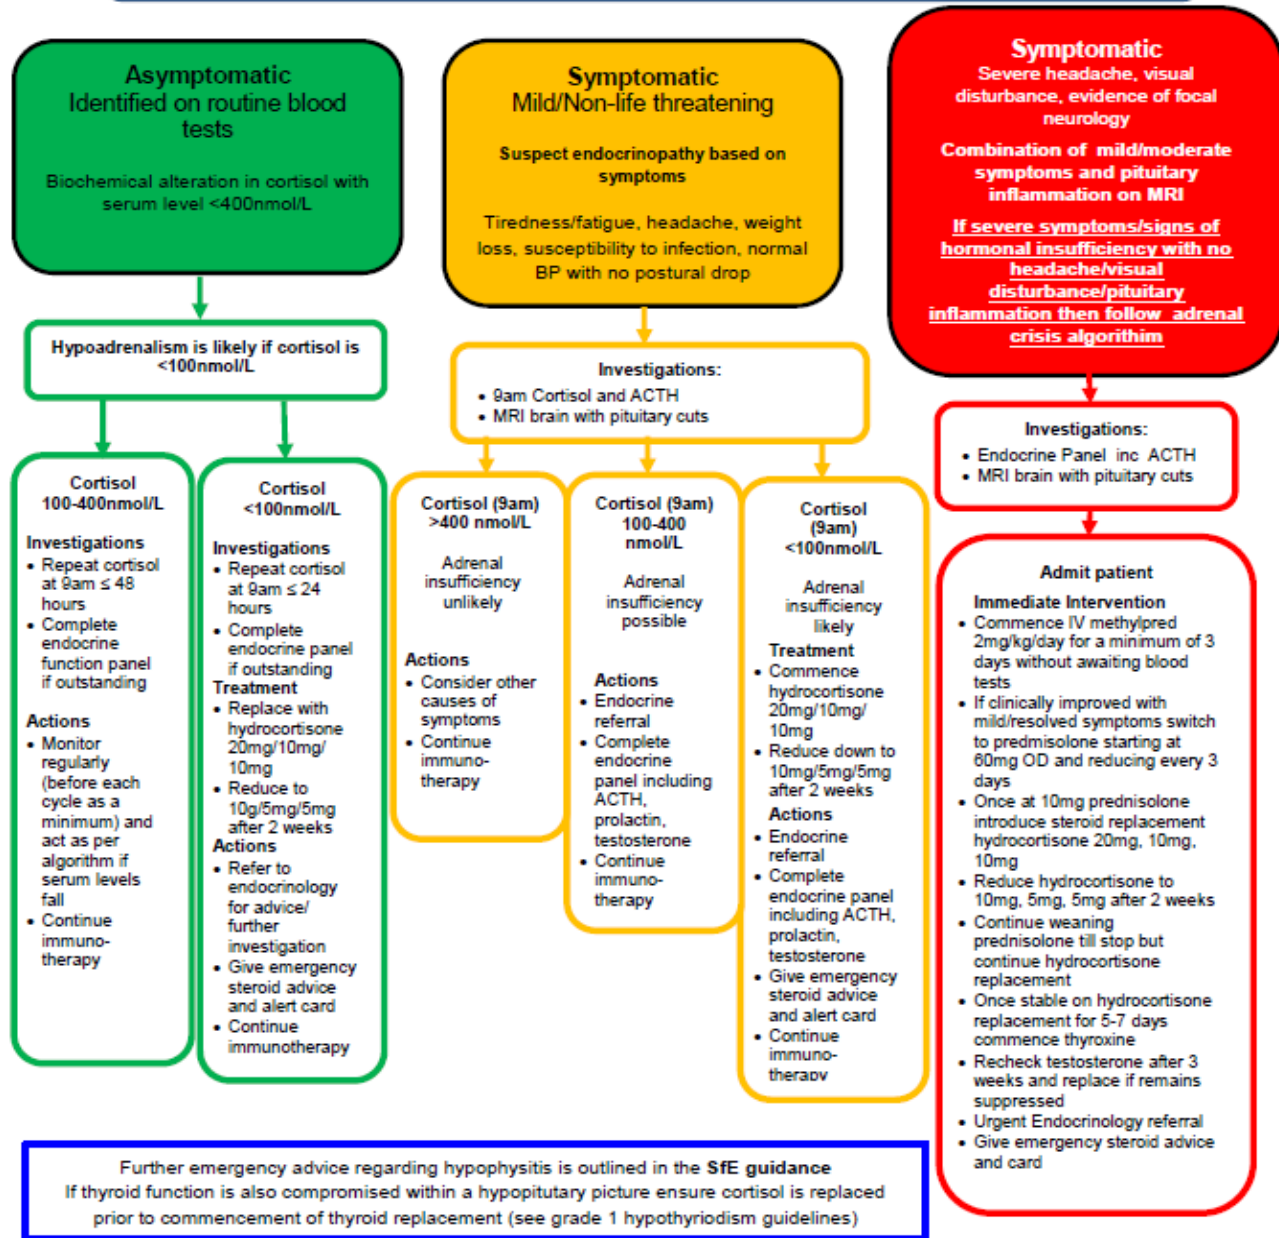 Asymptomatic
Identified on routine blood
tests
Biochemical alteration in cortisol with
serum level <400nmol/L
Hypoadrenalism is likely if cortisol is
<100nmol/L
Cortisol
100-400nmol/L
Investigations
• Repeat cortisol
at 9am ≤ 48
hours
• Complete
endocrine
function panel
if outstanding
Actions
• Monitor
regularly
(before each
cycle as a
minimum) and
act as per
algorithm if
serum levels
fall
• Continue
immuno-
therapy
Cortisol
<100nmol/L
Investigations
• Repeat cortisol
at 9am ≤ 24
hours
• Complete
endocrine panel
if outstanding
Treatment
• Replace with
hydrocortisone
20mg/10mg/
10mg
• Reduce to
10g/5mg/5mg
after 2 weeks
Actions
• Refer to
endocrinology
for advice/
further
investigation
• Give emergency
steroid advice
and alert card
• Continue
immunotherapy
Symptomatic
Mild/Non-life threatening
Suspect endocrinopathy based on
symptoms
Tiredness/fatigue, headache, weight
loss, susceptibility to infection, normal
BP with no postural drop
Investigations:
• 9am Cortisol and ACTH
• MRI brain with pituitary cuts
Cortisol (9am)
>400 nmol/L
Adrenal
insufficiency
unlikely
Actions
• Consider other
causes of
symptoms
• Continue
immuno-
therapy
Cortisol (9am)
100-400
nmol/L
Adrenal
insufficiency
possible
Actions
• Endocrine
referral
• Complete
endocrine
panel including
ACTH,
prolactin,
testosterone
• Continue
immuno-
therapy
Cortisol
(9am)
<100nmol/L
Adrenal
insufficiency
likely
Treatment
• Commence
hydrocortisone
20mg/10mg/
10mg
• Reduce down to
10mg/5mg/5mg
after 2 weeks
Actions
• Endocrine
referral
• Complete
endocrine panel
including ACTH,
prolactin,
testosterone
• Give emergency
steroid advice
and alert card
• Continue
immuno-
therapy
Symptomatic
Severe headache, visual
disturbance, evidence of focal
neurology
Combination of mild/moderate
symptoms and pituitary
inflammation on MRI
If severe symptoms/signs of
hormonal insufficiency with no
headache/visual
disturbance/pituitary
inflammation then follow adrenal
crisis algorithim
Investigations:
• Endocrine Panel inc ACTH
• MRI brain with pituitary cuts
Admit patient
Immediate Intervention
• Commence IV methylpred
2mg/kg/day for a minimum of 3
days without awaiting blood
tests
• If clinically improved with
mild/resolved symptoms switch
to predmisolone starting at
60mg OD and reducing every 3
days
• Once at 10mg prednisolone
introduce steroid replacement
hydrocortisone 20mg, 10mg,
10mg
• Reduce hydrocortisone to
10mg, 5mg, 5mg after 2 weeks
• Continue weaning
prednisolone till stop but
continue hydrocortisone
replacement
• Once stable on hydrocortisone
replacement for 5-7 days
commence thyroxine
• Recheck testosterone after 3
weeks and replace if remains
suppressed
• Urgent Endocrinology referral
• Give emergency steroid advice
and card
Further emergency advice regarding hypophysitis is outlined in the SfE guidance
If thyroid function is also compromised within a hypopitutary picture ensure cortisol is replaced
prior to commencement of thyroid replacement (see grade 1 hypothyriodism guidelines)